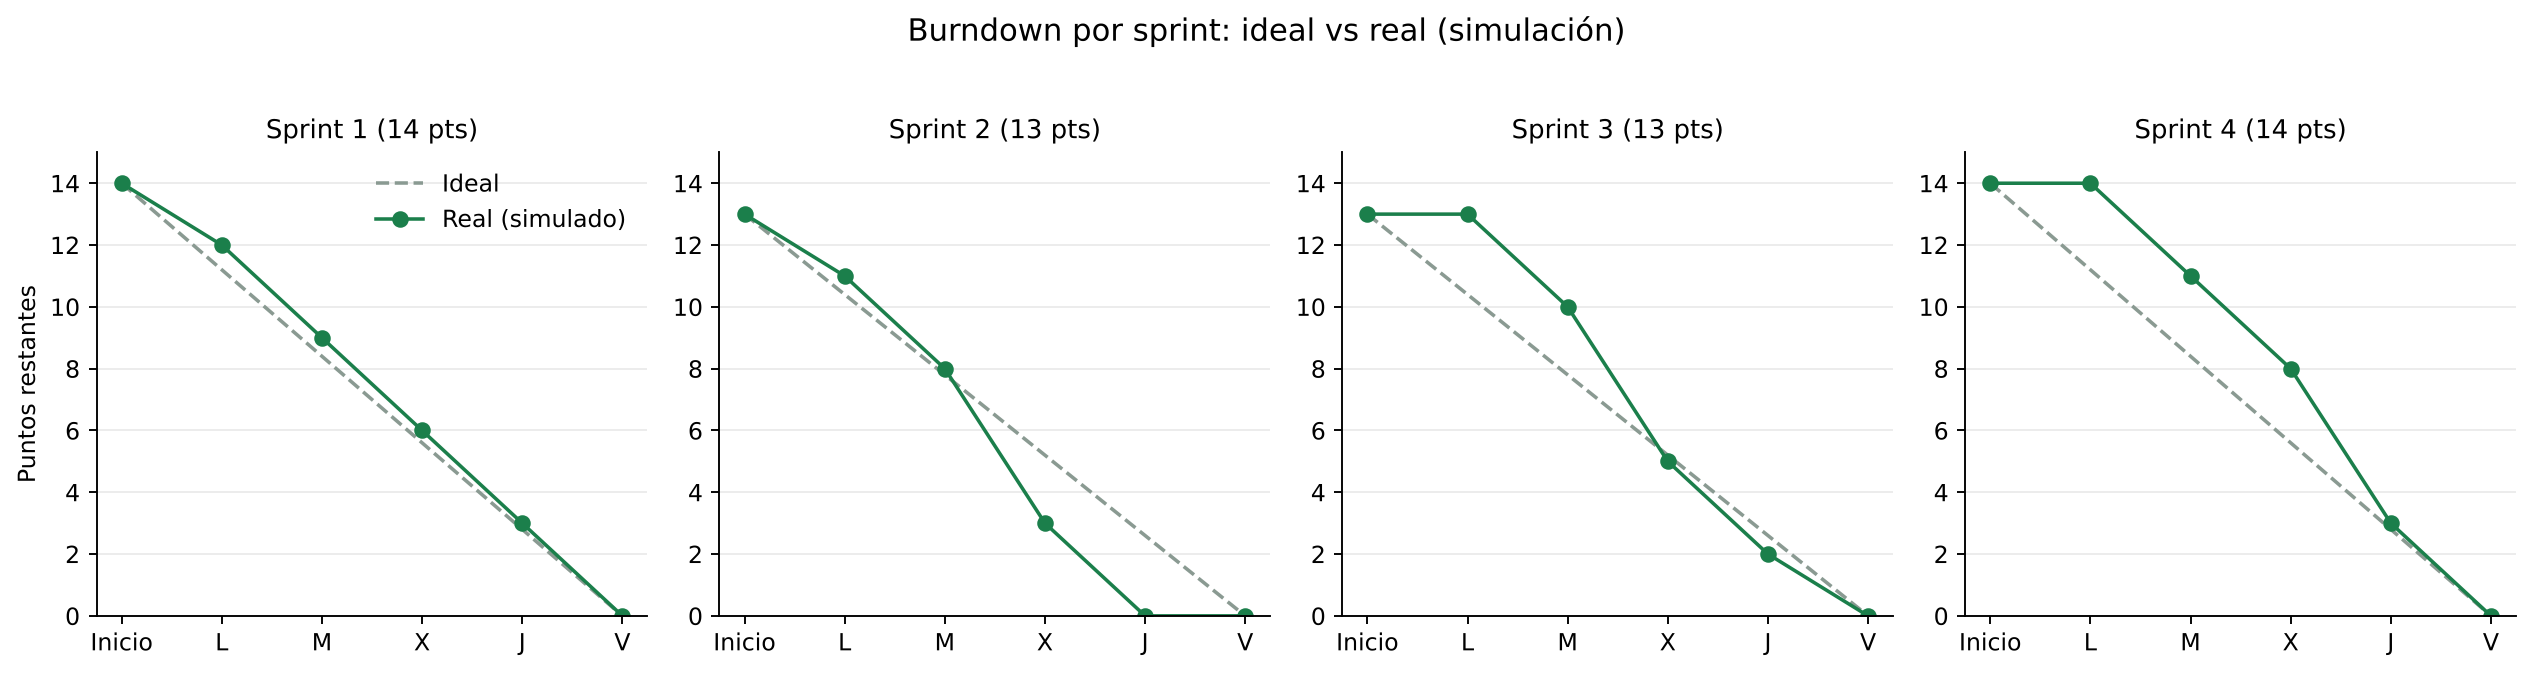 Burndown por sprint: ideal vs real (simulación)
Sprint 1 (14 pts)
Puntos restantes
14
12
10
8
6
4
2
0
Ideal
Real (simulado)
Inicio L M X J V
Sprint 2 (13 pts)
14
12
10
8
6
4
2
0
Inicio L M X J V
Sprint 3 (13 pts)
14
12
10
8
6
4
2
0
Inicio L M X J V
Sprint 4 (14 pts)
14
12
10
8
6
4
2
0
Inicio L M X J V